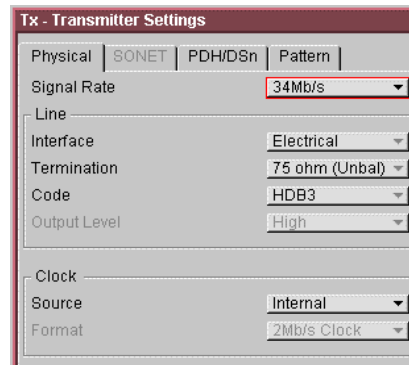 Tx - Transmitter Settings
Physical SONET PDH/DSn Pattern
Signal Rate 34Mb/s
Line
Interface Electrical
Termination 75 ohm (Unbal)
Code HDB3
Output Level High
Clock
Source Internal
Format 2Mb/s Clock